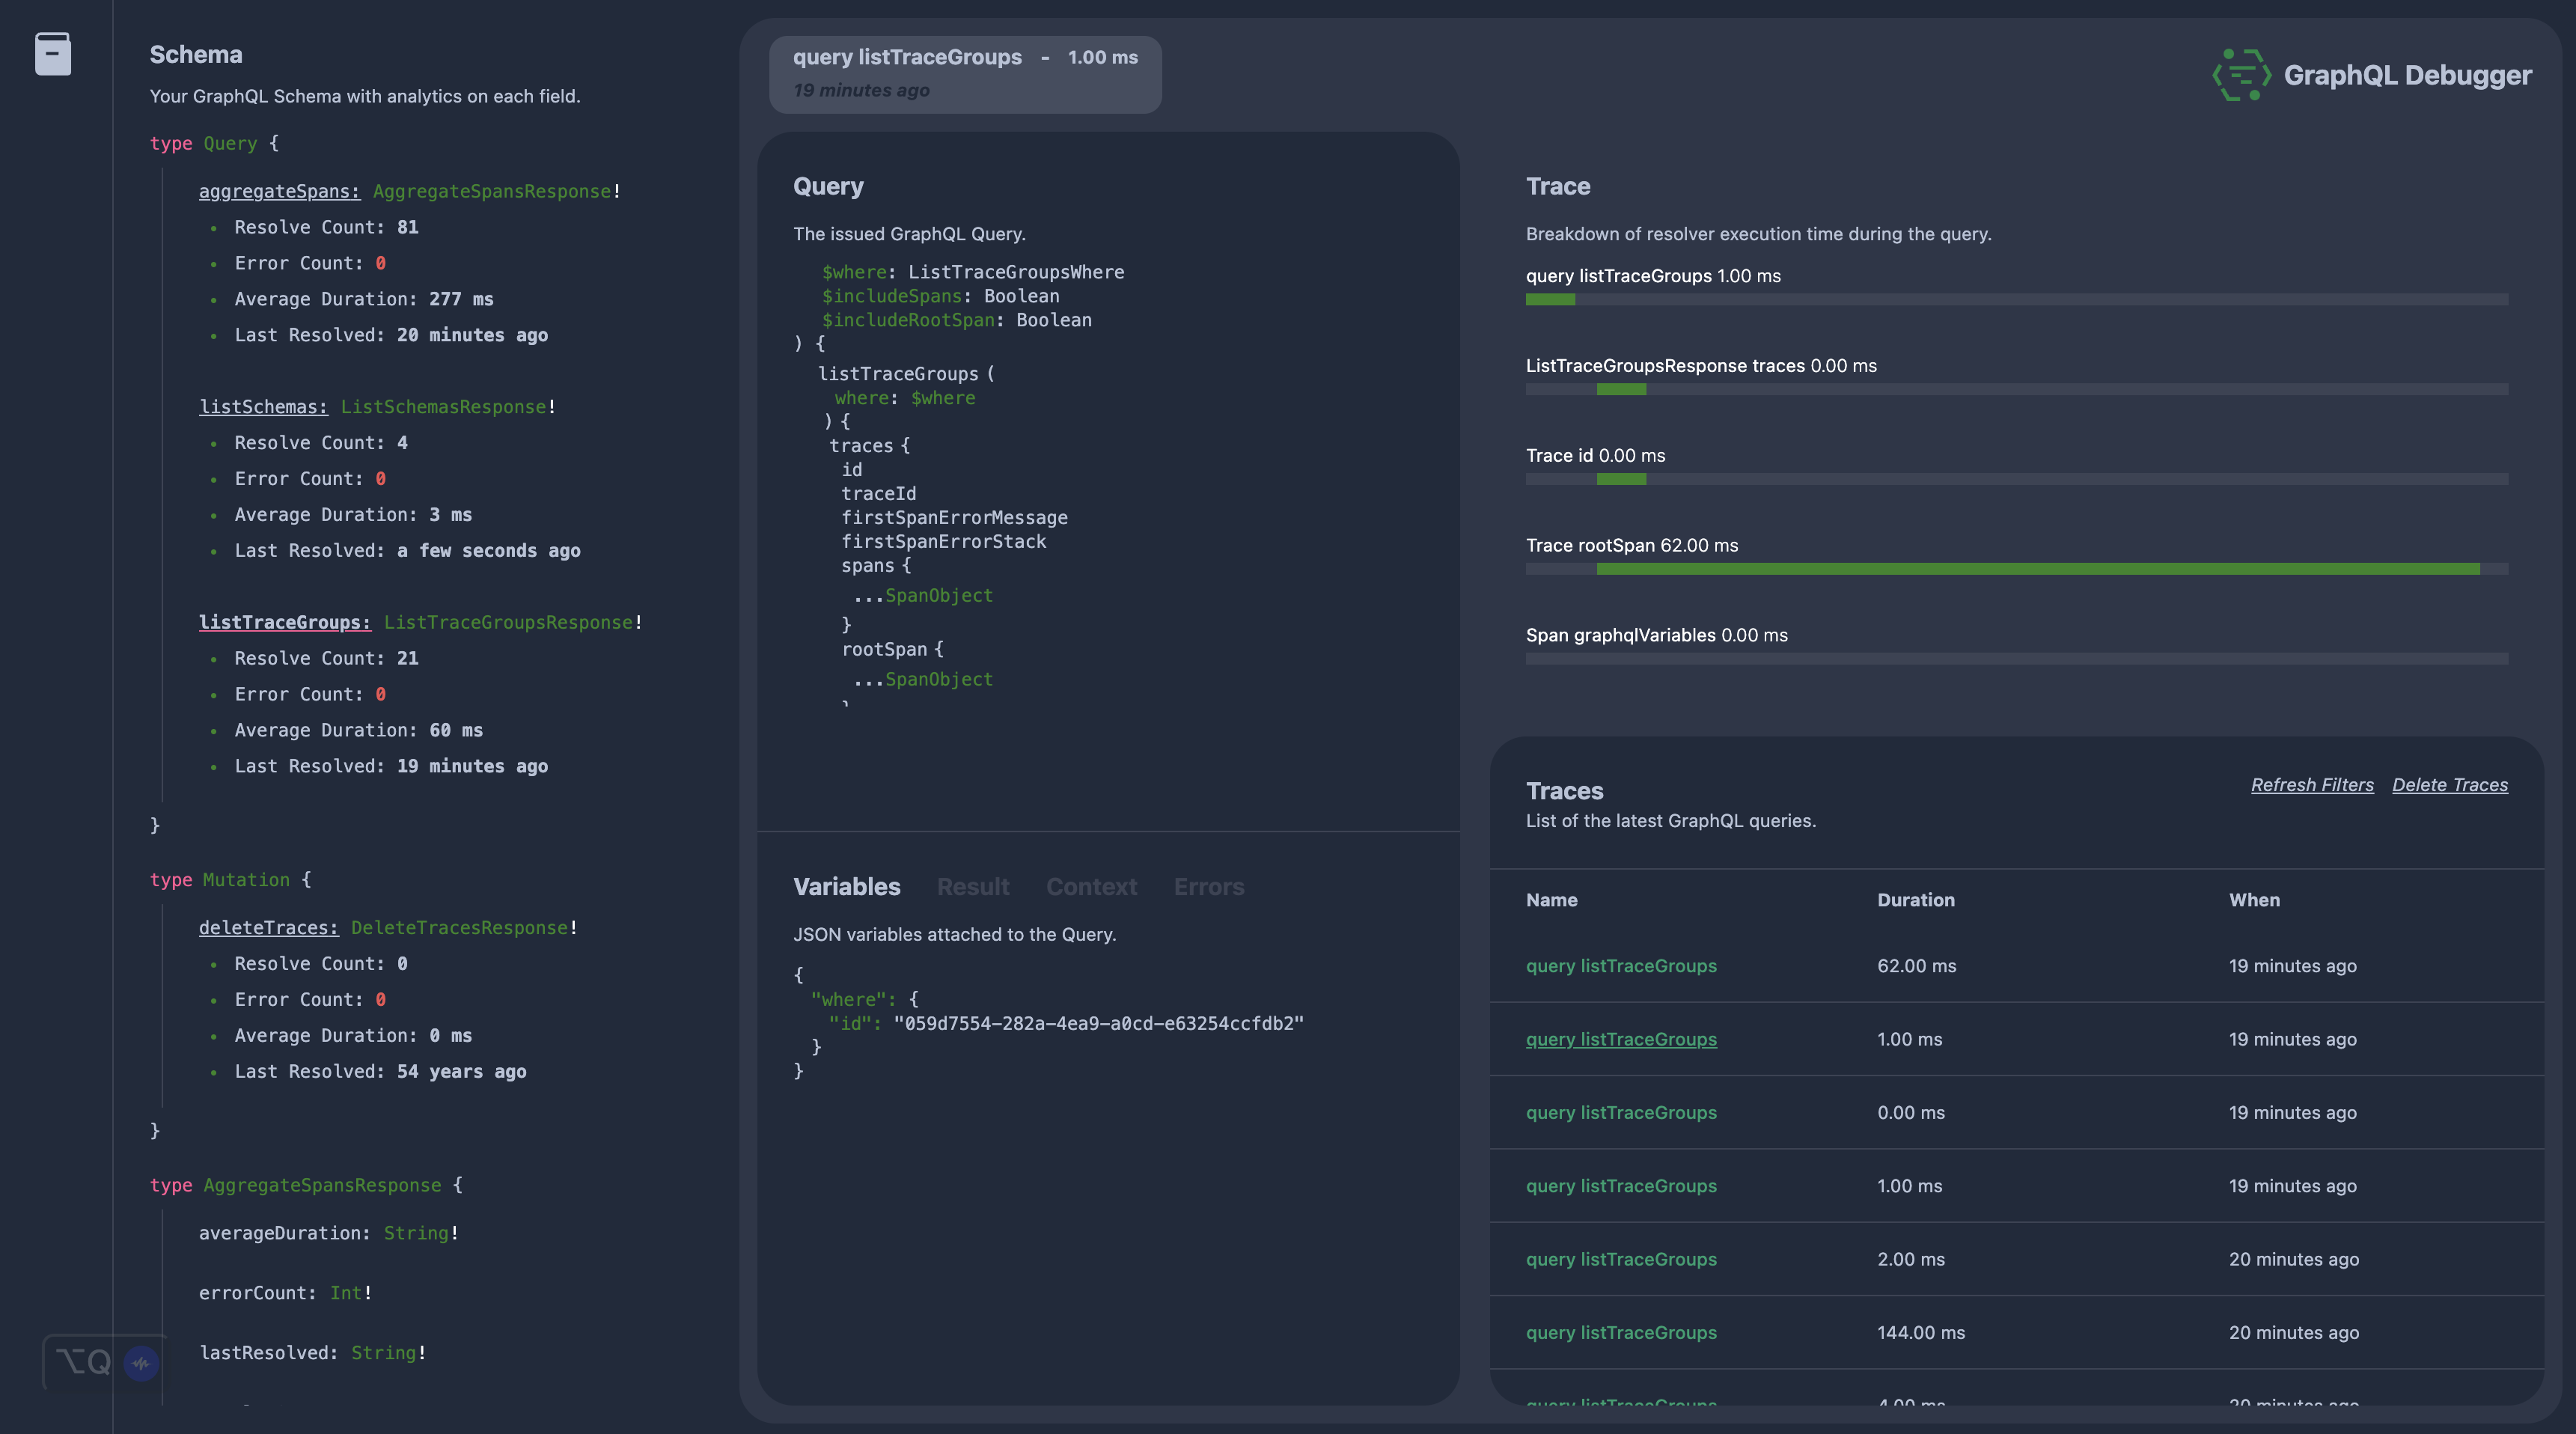 Schema
Your GraphQL Schema with analytics on each field.
type Query {
aggregateSpans: AggregateSpansResponse!
• Resolve Count: 81
• Error Count: 0
• Average Duration: 277 ms
• Last Resolved: 20 minutes ago
listSchemas: ListSchemasResponse!
• Resolve Count: 4
• Error Count: 0
• Average Duration: 3 ms
• Last Resolved: a few seconds ago
listTraceGroups: ListTraceGroupsResponse!
• Resolve Count: 21
• Error Count: 0
• Average Duration: 60 ms
• Last Resolved: 19 minutes ago
}
type Mutation {
deleteTraces: DeleteTracesResponse!
• Resolve Count: 0
• Error Count: 0
• Average Duration: 0 ms
• Last Resolved: 54 years ago
}
type AggregateSpansResponse {
averageDuration: String!
errorCount: Int!
lastResolved: String!
⌥Q
query listTraceGroups - 1.00 ms
19 minutes ago
GraphQL Debugger
Query
The issued GraphQL Query.
$where: ListTraceGroupsWhere
$includeSpans: Boolean
$includeRootSpan: Boolean
) {
listTraceGroups (
where: $where
) {
traces {
id
traceId
firstSpanErrorMessage
firstSpanErrorStack
spans {
...SpanObject
}
rootSpan {
...SpanObject
}
Variables Result Context Errors
JSON variables attached to the Query.
{
"where": {
"id": "059d7554-282a-4ea9-a0cd-e63254ccfdb2"
}
}
Trace
Breakdown of resolver execution time during the query.
query listTraceGroups 1.00 ms
ListTraceGroupsResponse traces 0.00 ms
Trace id 0.00 ms
Trace rootSpan 62.00 ms
Span graphqlVariables 0.00 ms
Traces
Refresh Filters Delete Traces
List of the latest GraphQL queries.
Name Duration When
query listTraceGroups 62.00 ms 19 minutes ago
query listTraceGroups 1.00 ms 19 minutes ago
query listTraceGroups 0.00 ms 19 minutes ago
query listTraceGroups 1.00 ms 19 minutes ago
query listTraceGroups 2.00 ms 20 minutes ago
query listTraceGroups 144.00 ms 20 minutes ago
query listTraceGroups 4.00 ms 20 minutes ago